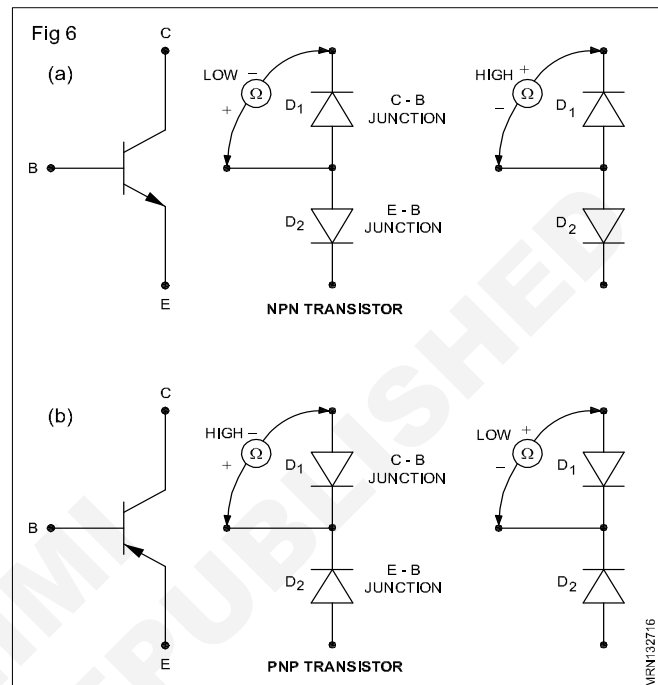 Fig 6
(a)
C
B
E
LOW
–
+
Ω
D1
C - B
JUNCTION
D2
E - B
JUNCTION
HIGH
+
–
Ω
D1
D2
NPN TRANSISTOR
(b)
C
B
E
HIGH
–
+
Ω
D1
C - B
JUNCTION
D2
E - B
JUNCTION
LOW
+
–
Ω
D1
D2
PNP TRANSISTOR
MRN132716